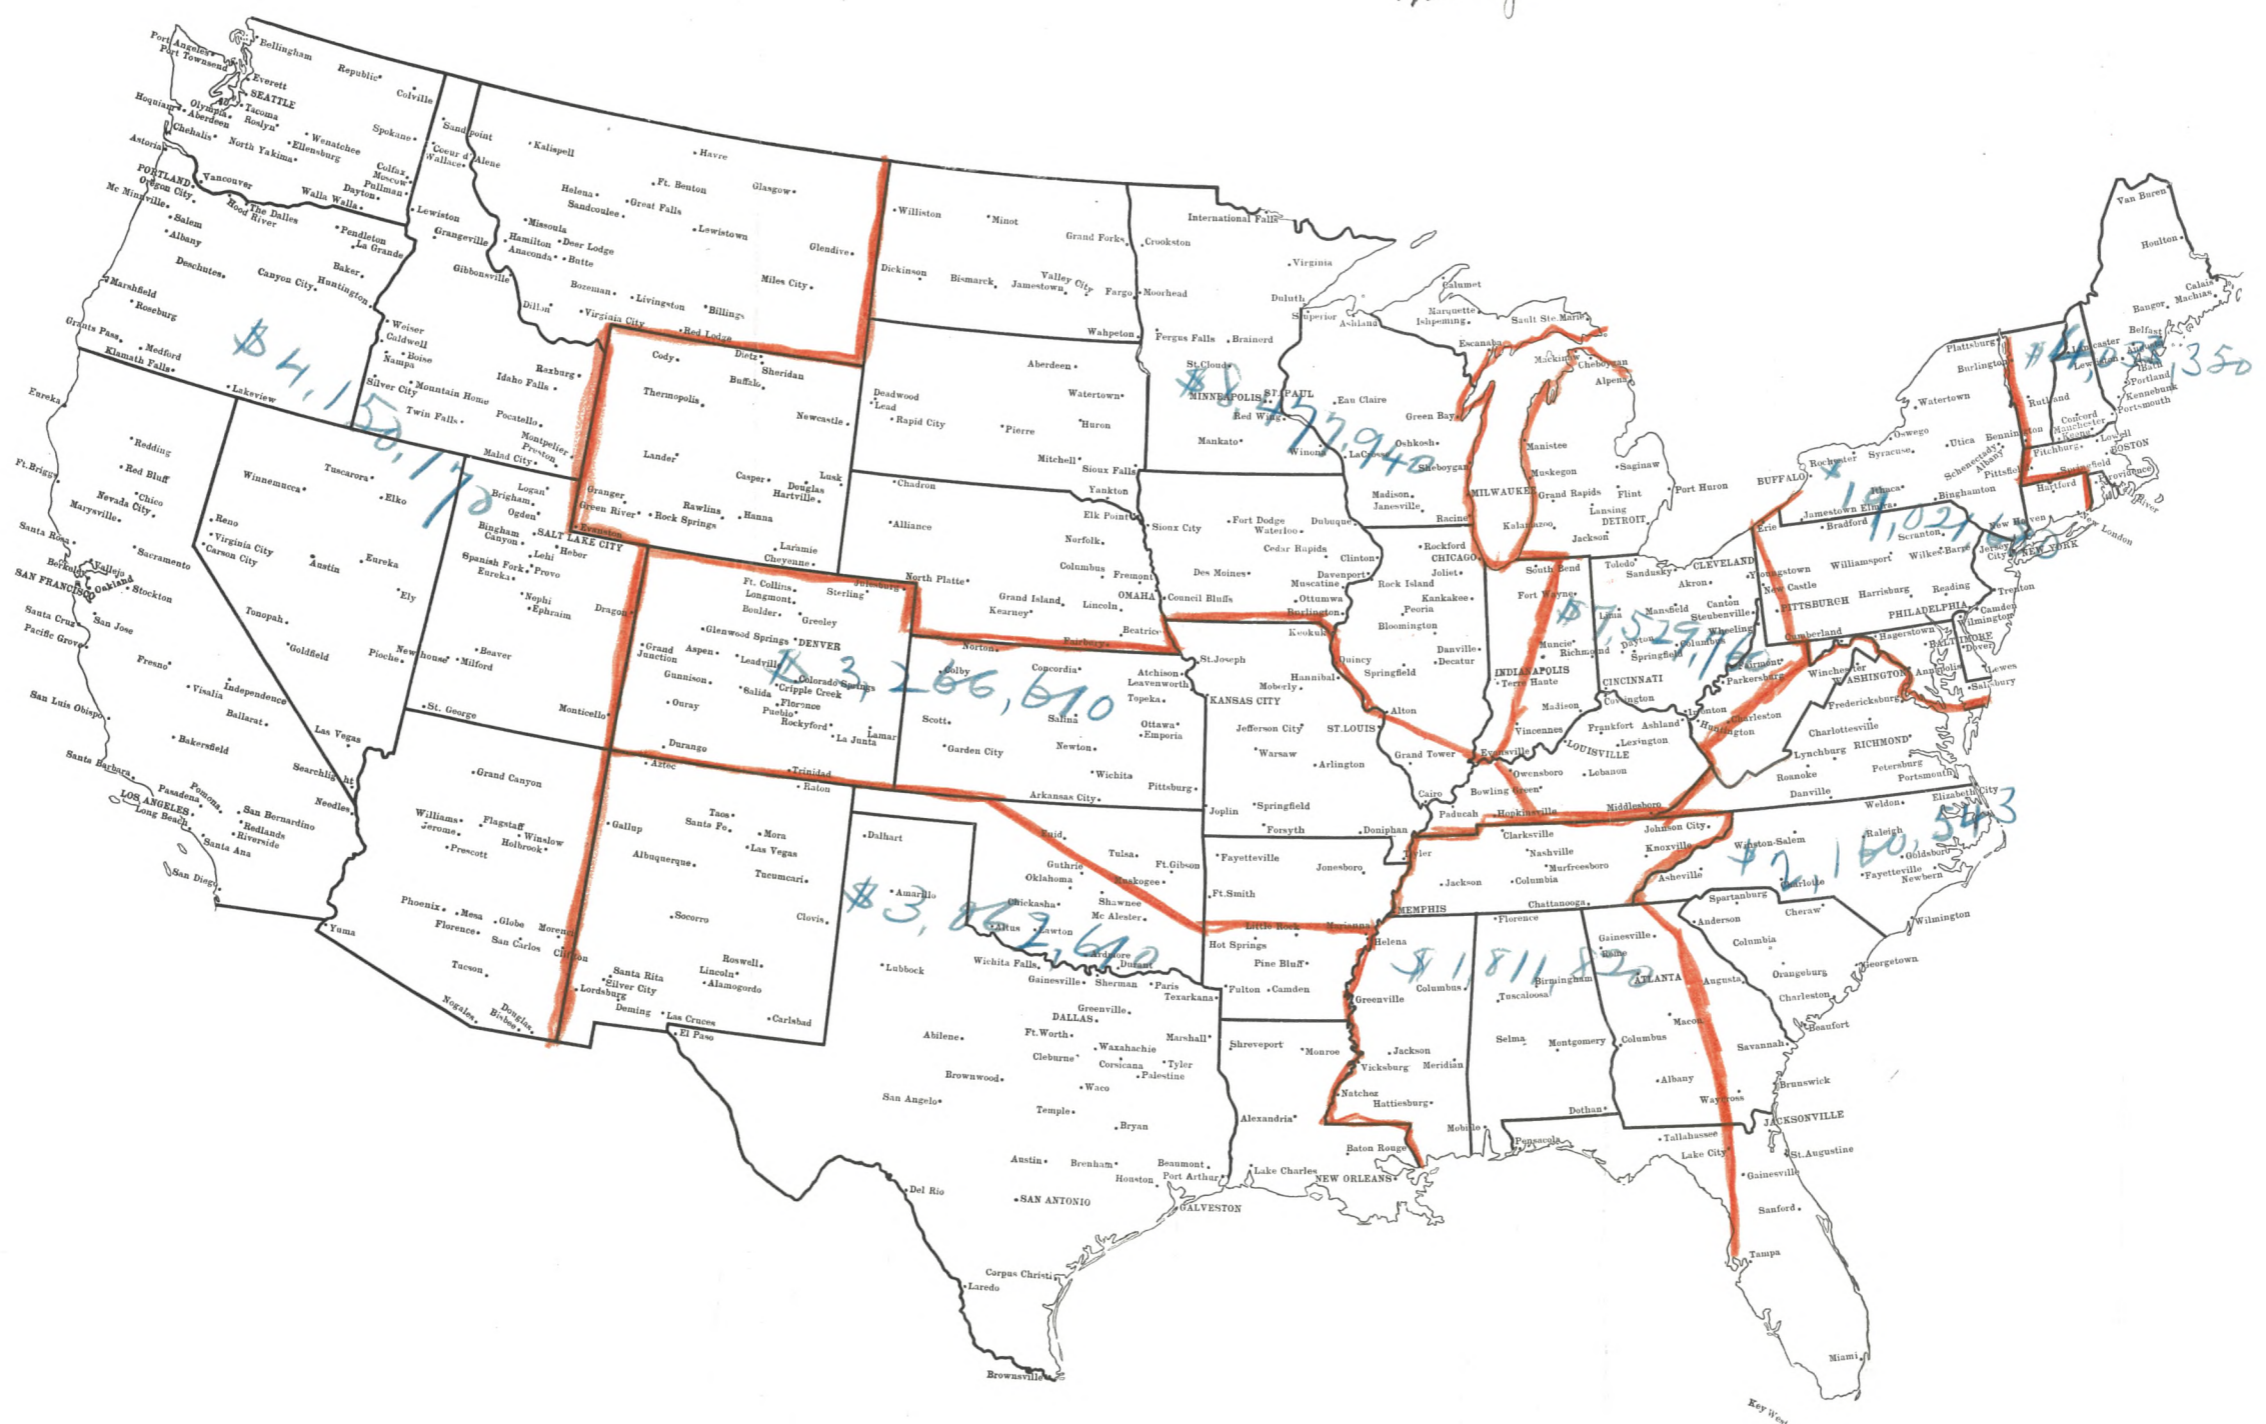 Port Angeles
Port Townsend
Bellingham
Republic
Colville
Everett
SEATTLE
Hoquiam
Olympia
Tacoma
Aberdeen
Roslyn
Chehalis
North Yakima
Wenatchee
Ellensburg
Spokane
Colfax
Moscow
Pullman
Dayton
Walla Walla
Sandpoint
Coeur d'Alene
Wallace
Kalispell
Havre
Ft. Benton
Glasgow
Helena
Sandcoulee
Great Falls
Missoula
Hamilton
Deer Lodge
Anaconda
Butte
Lewistown
Glendive
Miles City
Bozeman
Livingston
Billings
Dillon
Virginia City
Red Lodge
Astoria
PORTLAND
Vancouver
Oregon City
Mc Minnville
Salem
Albany
Hood River
The Dalles
Pendleton
La Grande
Baker
Deschutes
Canyon City
Huntington
Marshfield
Roseburg
Grants Pass
Medford
Klamath Falls
Lakeview
Lewiston
Grangeville
Gibbonsville
Weiser
Caldwell
Boise
Nampa
Silver City
Mountain Home
Twin Falls
Idaho Falls
Rexburg
Pocatello
Montpelier
Preston
Malad City
$4,150,170
Williston
Minot
Grand Forks
Dickinson
Bismarck
Jamestown
Valley City
Fargo
Wahpeton
Crookston
International Falls
Virginia
Moorhead
Duluth
Fergus Falls
Brainerd
St. Cloud
MINNEAPOLIS
ST. PAUL
Red Wing
Mankato
Winona
$8,477,940
Aberdeen
Watertown
Deadwood
Lead
Rapid City
Pierre
Huron
Mitchell
Sioux Falls
Yankton
Elk Point
Cody
Dietz
Sheridan
Buffalo
Thermopolis
Newcastle
Lander
Casper
Lusk
Douglas
Hartville
Granger
Green River
Rock Springs
Rawlins
Hanna
Evanston
Laramie
Cheyenne
Superior
Ashland
Calumet
Marquette
Ishpeming
Sault Ste. Marie
Escanaba
Mackinaw
Cheboygan
Alpena
Eau Claire
Green Bay
Oshkosh
LaCrosse
Sheboygan
Madison
Janesville
MILWAUKEE
Racine
Manistee
Muskegon
Saginaw
Grand Rapids
Flint
Port Huron
Lansing
DETROIT
Kalamazoo
Jackson
Eureka
Redding
Red Bluff
Ft. Bragg
Chico
Nevada City
Marysville
Santa Rosa
Sacramento
Vallejo
Berkeley
Oakland
Stockton
SAN FRANCISCO
Santa Cruz
San Jose
Pacific Grove
Fresno
Visalia
Independence
Ballarat
San Luis Obispo
Bakersfield
Santa Barbara
Pasadena
Pomona
San Bernardino
LOS ANGELES
Long Beach
Redlands
Riverside
Santa Ana
San Diego
Needles
Winnemucca
Tuscarora
Elko
Reno
Virginia City
Carson City
Austin
Eureka
Ely
Tonopah
Goldfield
Pioche
Las Vegas
Searchlight
Logan
Brigham
Ogden
Bingham Canyon
SALT LAKE CITY
Heber
Lehi
Spanish Fork
Provo
Eureka
Nephi
Ephraim
Dragon
Newhouse
Beaver
Milford
St. George
Monticello
Ft. Collins
Sterling
Julesburg
Longmont
Boulder
Greeley
Glenwood Springs
DENVER
Grand Junction
Aspen
Leadville
Colorado Springs
Gunnison
Salida
Cripple Creek
Florence
Pueblo
Ouray
Rockyford
La Junta
Lamar
Durango
Trinidad
$3,266,610
Chadron
Alliance
Norfolk
North Platte
Columbus
Fremont
OMAHA
Grand Island
Kearney
Lincoln
Beatrice
Fairbury
Sioux City
Fort Dodge
Waterloo
Dubuque
Cedar Rapids
Clinton
Des Moines
Davenport
Muscatine
Council Bluffs
Ottumwa
Burlington
Keokuk
Norton
Colby
Concordia
Atchison
Leavenworth
Topeka
Scott
Salina
Ottawa
Emporia
Garden City
Newton
Wichita
Pittsburg
Arkansas City
St. Joseph
KANSAS CITY
Moberly
Hannibal
Jefferson City
ST. LOUIS
Warsaw
Arlington
Joplin
Springfield
Forsyth
Doniphan
Rockford
CHICAGO
Joliet
Rock Island
Kankakee
Peoria
Bloomington
Danville
Decatur
Quincy
Springfield
Alton
Grand Tower
Cairo
South Bend
Fort Wayne
Muncie
Richmond
INDIANAPOLIS
Terre Haute
Madison
Vincennes
Evansville
Toledo
Sandusky
CLEVELAND
Akron
Youngstown
Lima
Mansfield
Canton
Steubenville
Dayton
Columbus
Springfield
CINCINNATI
Ironton
$7,529,160
Covington
Frankfort
Ashland
LOUISVILLE
Lexington
Owensboro
Lebanon
Bowling Green
Paducah
Hopkinsville
Middlesboro
Wheeling
Fairmont
Parkersburg
Huntington
Charleston
Erie
Bradford
Scranton
Wilkes-Barre
Williamsport
New Castle
PITTSBURGH
Harrisburg
Reading
PHILADELPHIA
Cumberland
Hagerstown
BALTIMORE
Annapolis
WASHINGTON
Winchester
Dover
Lewes
Salisbury
Camden
Wilmington
Trenton
Jersey City
NEW YORK
Plattsburg
Watertown
Oswego
Rochester
Syracuse
Utica
BUFFALO
Schenectady
Albany
Ithaca
Binghamton
Jamestown
Elmira
Burlington
Rutland
Bennington
Lancaster
Concord
Manchester
Keene
Portsmouth
Pittsfield
Fitchburg
Lowell
BOSTON
Springfield
Hartford
Providence
New Haven
New London
Van Buren
Houlton
Calais
Bangor
Machias
Belfast
Bath
Portland
Kennebunk
Fredericksburg
Charlottesville
Lynchburg
RICHMOND
Roanoke
Petersburg
Portsmouth
Danville
Grand Canyon
Williams
Flagstaff
Jerome
Winslow
Holbrook
Prescott
Phoenix
Mesa
Globe
Morenci
Florence
San Carlos
Clifton
Yuma
Tucson
Nogales
Douglas
Bisbee
Aztec
Raton
Gallup
Taos
Santa Fe
Mora
Las Vegas
Albuquerque
Tucumcari
Socorro
Clovis
Roswell
Santa Rita
Silver City
Lincoln
Alamogordo
Lordsburg
Deming
Las Cruces
Carlsbad
Enid
Tulsa
Guthrie
Ft. Gibson
Oklahoma
Muskogee
Chickasha
Shawnee
Mc Alester
Altus
Lawton
Ardmore
Durant
Dalhart
Amarillo
$3,862,610
Lubbock
Wichita Falls
Gainesville
Sherman
Paris
Texarkana
Greenville
DALLAS
Abilene
Ft. Worth
Marshall
Cleburne
Waxahachie
Corsicana
Tyler
Palestine
Brownwood
Waco
San Angelo
Temple
Bryan
El Paso
Austin
Brenham
Beaumont
Houston
Port Arthur
Del Rio
SAN ANTONIO
GALVESTON
Corpus Christi
Laredo
Brownsville
Fayetteville
Jonesboro
Ft. Smith
Little Rock
Marianna
Helena
Hot Springs
Pine Bluff
Fulton
Camden
Shreveport
Monroe
Alexandria
Baton Rouge
Lake Charles
NEW ORLEANS
Tyler
Clarksville
Johnson City
Nashville
Knoxville
Murfreesboro
Jackson
Columbia
MEMPHIS
Chattanooga
Columbus
Greenville
Jackson
Vicksburg
Meridian
Natchez
Hattiesburg
$1,811,820
Florence
Birmingham
Tuscaloosa
Selma
Montgomery
Dothan
Mobile
Gainesville
Rome
ATLANTA
Augusta
Macon
Columbus
Savannah
Albany
Brunswick
Waycross
Elizabeth City
Weldon
Winston-Salem
Raleigh
Goldsboro
Asheville
Charlotte
Fayetteville
Newbern
Wilmington
$2,160,543
Spartanburg
Anderson
Cheraw
Columbia
Orangeburg
Georgetown
Charleston
Beaufort
Pensacola
Tallahassee
JACKSONVILLE
Lake City
St. Augustine
Gainesville
Sanford
Tampa
Miami
Key West